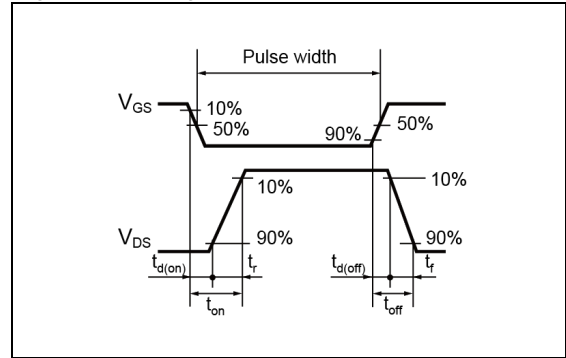 Pulse width
VGS
10%
50%
90%
50%
10%
10%
VDS
90%
90%
td(on)
tr
td(off)
tf
ton
toff